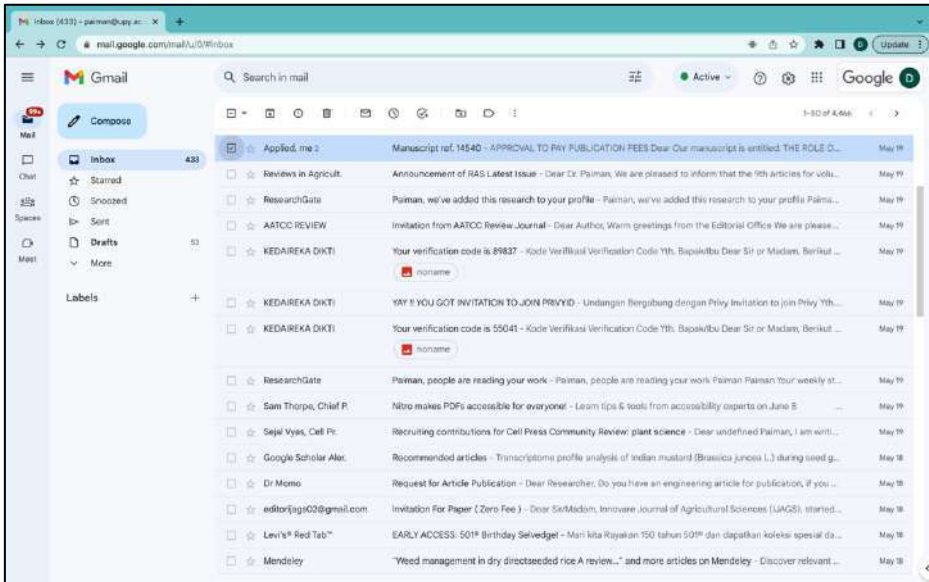 Inbox (433) - paiman@upy.ac.
mail.google.com/mail/u/0/#inbox
Update
Gmail
Search in mail
Active
Google
D
99+
Mail
Chat
Spaces
Meet
Compose
Inbox 433
Starred
Snoozed
Sent
Drafts 53
More
Labels
1–50 of 4,466
Applied, me 2 Manuscript ref. 14540 - APPROVAL TO PAY PUBLICATION FEES Dear Our manuscript is entitled: THE ROLE O... May 19
Reviews in Agricult. Announcement of RAS Latest Issue - Dear Dr. Paiman, We are pleased to inform that the 9th articles for volu... May 19
ResearchGate Paiman, we've added this research to your profile - Paiman, we've added this research to your profile Paima... May 19
AATCC REVIEW Invitation from AATCC Review Journal - Dear Author, Warm greetings from the Editorial Office We are please... May 19
KEDAIREKA DIKTI Your verification code is 89837 - Kode Verifikasi Verification Code Yth. Bapak/Ibu Dear Sir or Madam, Berikut ... May 19
noname
KEDAIREKA DIKTI YAY !! YOU GOT INVITATION TO JOIN PRIVYID - Undangan Bergabung dengan Privy Invitation to join Privy Yth.... May 19
KEDAIREKA DIKTI Your verification code is 55041 - Kode Verifikasi Verification Code Yth. Bapak/Ibu Dear Sir or Madam, Berikut ... May 19
noname
ResearchGate Paiman, people are reading your work - Paiman, people are reading your work Paiman Paiman Your weekly st... May 19
Sam Thorpe, Chief P. Nitro makes PDFs accessible for everyone! - Learn tips & tools from accessibility experts on June 8 ... May 19
Sejal Vyas, Cell Pr. Recruiting contributions for Cell Press Community Review: plant science - Dear undefined Paiman, I am writi... May 19
Google Scholar Aler. Recommended articles - Transcriptome profile analysis of Indian mustard (Brassica juncea L.) during seed g... May 18
Dr Momo Request for Article Publication - Dear Researcher, Do you have an engineering article for publication, if you ... May 18
editorijags02@gmail.com Invitation For Paper ( Zero Fee ) - Dear Sir/Madam, Innovare Journal of Agricultural Sciences (IJAGS), started... May 18
Levi's® Red Tab™ EARLY ACCESS: 501® Birthday Selvedge! - Mari kita Rayakan 150 tahun 501® dan dapatkan koleksi spesial da... May 18
Mendeley "Weed management in dry directseeded rice A review..." and more articles on Mendeley - Discover relevant ... May 18